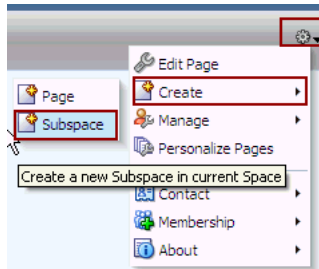 Edit Page
Create
Page
Subspace
Manage
Personalize Pages
Create a new Subspace in current Space
Contact
Membership
About